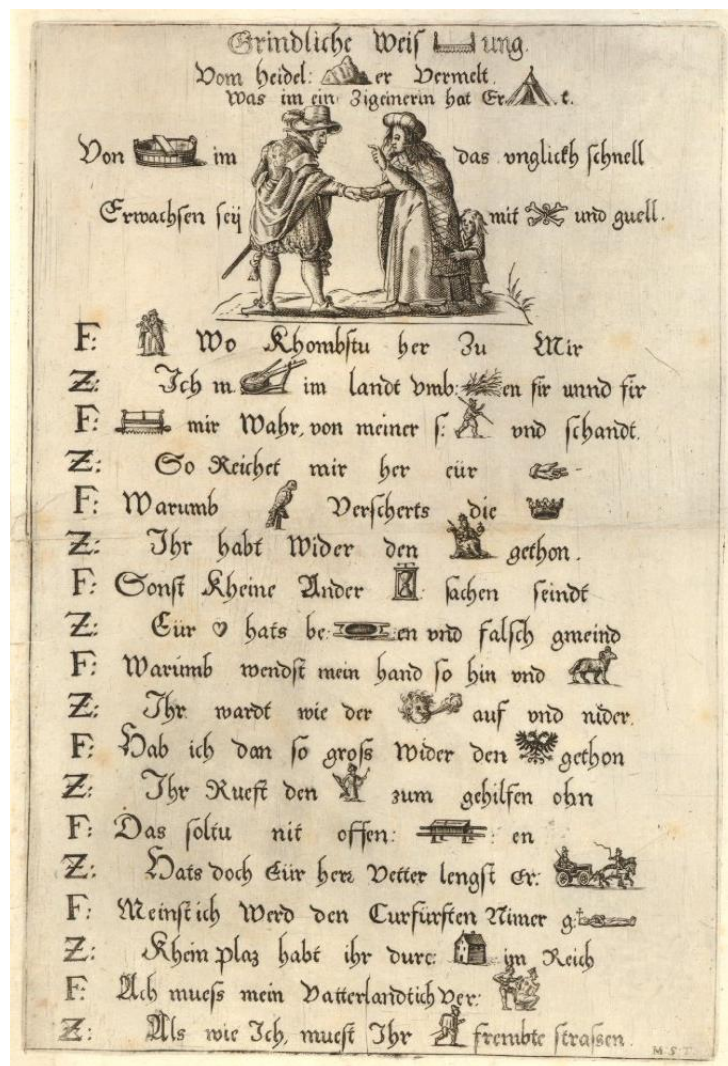 Grindliche Weis ung.
Vom Heidel: er Vermelt.
Was im ein Zigeinerin hat Er t.
Von im das vnglickh schnell
Erwachsen seÿ mit und quell.
F: Wo Khombstu her Zu Mir
Z: Ich m. im landt vmb: en fir unnd fir
F: mir Wahr, von meiner s: vnd schandt.
Z: So Reichet mir her eür
F: Warumb Verscherts die
Z: Ihr habt Wider den gethon.
F: Sonst Kheine Ander sachen seindt
Z: Eür hats be: en vnd falsch gmeind
F: Warumb wendst mein hand so hin vnd
Z: Ihr wardt wie der auf vnd nider.
F: Hab ich dan so gross Wider den gethon
Z: Ihr Rueft den zum gehilfen ohn
F: Das soltu nit offen: en
Z: Hats doch Eür herr Vetter lengst Er:
F: Meinst ich Werd den Curfürsten Nimer g:
Z: Khein plaz habt ihr durc: im Reich
F: Ach muess mein Vatterlandt ich Ver:
Z: Als wie Ich, muest Ihr frembte strassen.
M.S.T.